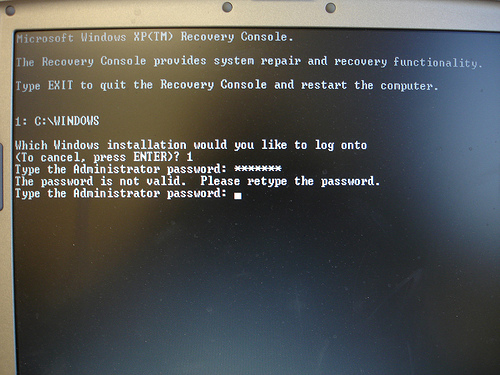 Microsoft Windows XP(TM) Recovery Console.
The Recovery Console provides system repair and recovery functionality.
Type EXIT to quit the Recovery Console and restart the computer.
1: C:\WINDOWS
Which Windows installation would you like to log onto
(To cancel, press ENTER)? 1
Type the Administrator password: *******
The password is not valid.  Please retype the password.
Type the Administrator password: